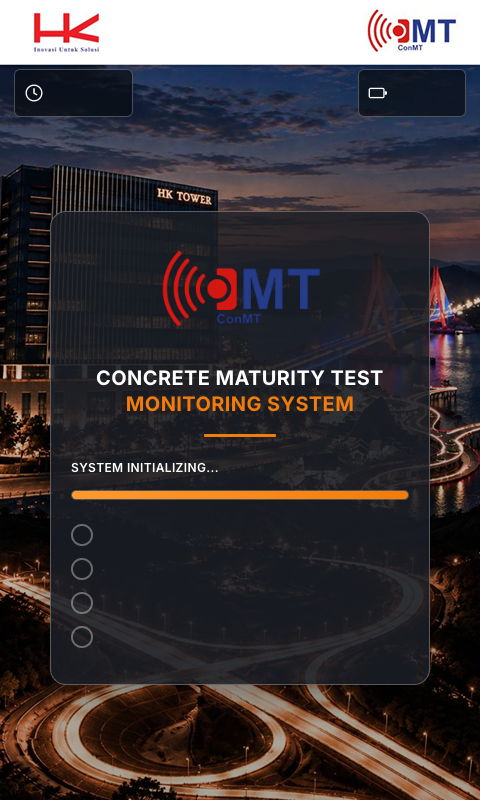 HK
Inovasi Untuk Solusi
MT
ConMT
HK TOWER
MT
ConMT
CONCRETE MATURITY TEST
MONITORING SYSTEM
SYSTEM INITIALIZING...